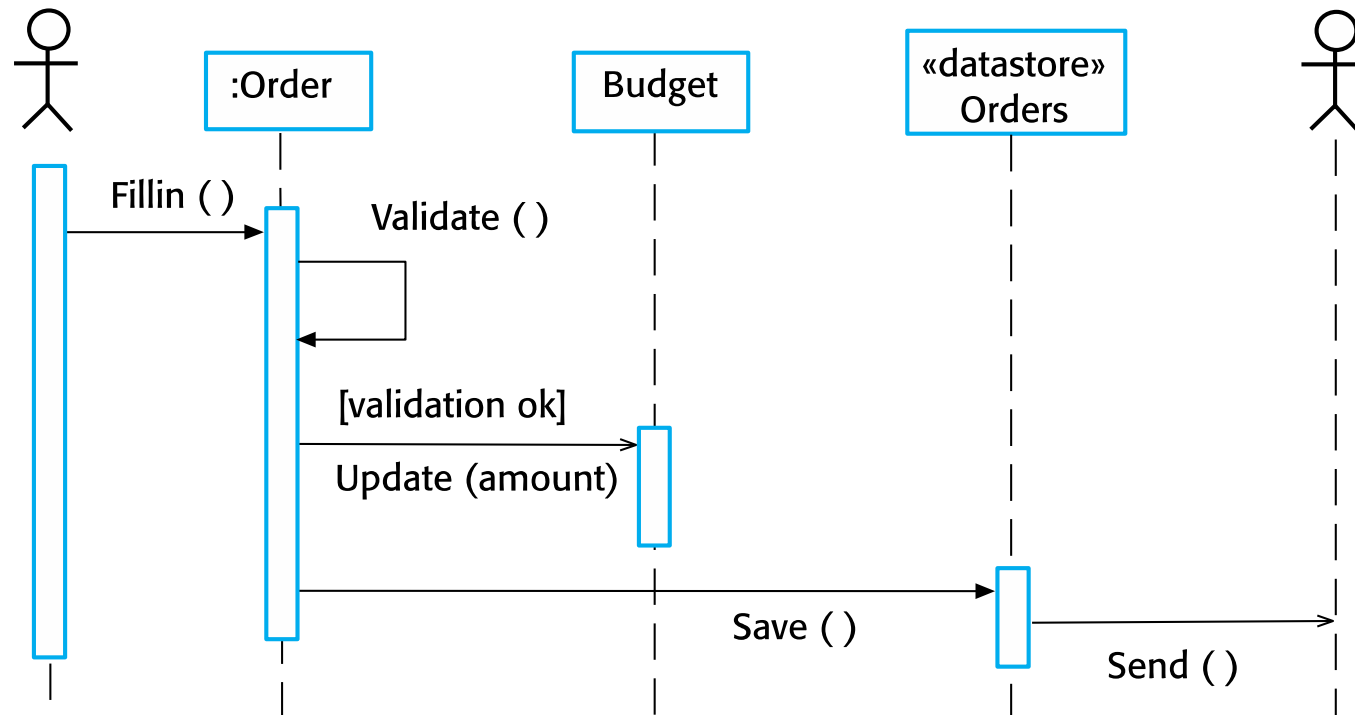 :Order
Budget
«datastore»
Orders
Fillin ( )
Validate ( )
[validation ok]
Update (amount)
Save ( )
Send ( )